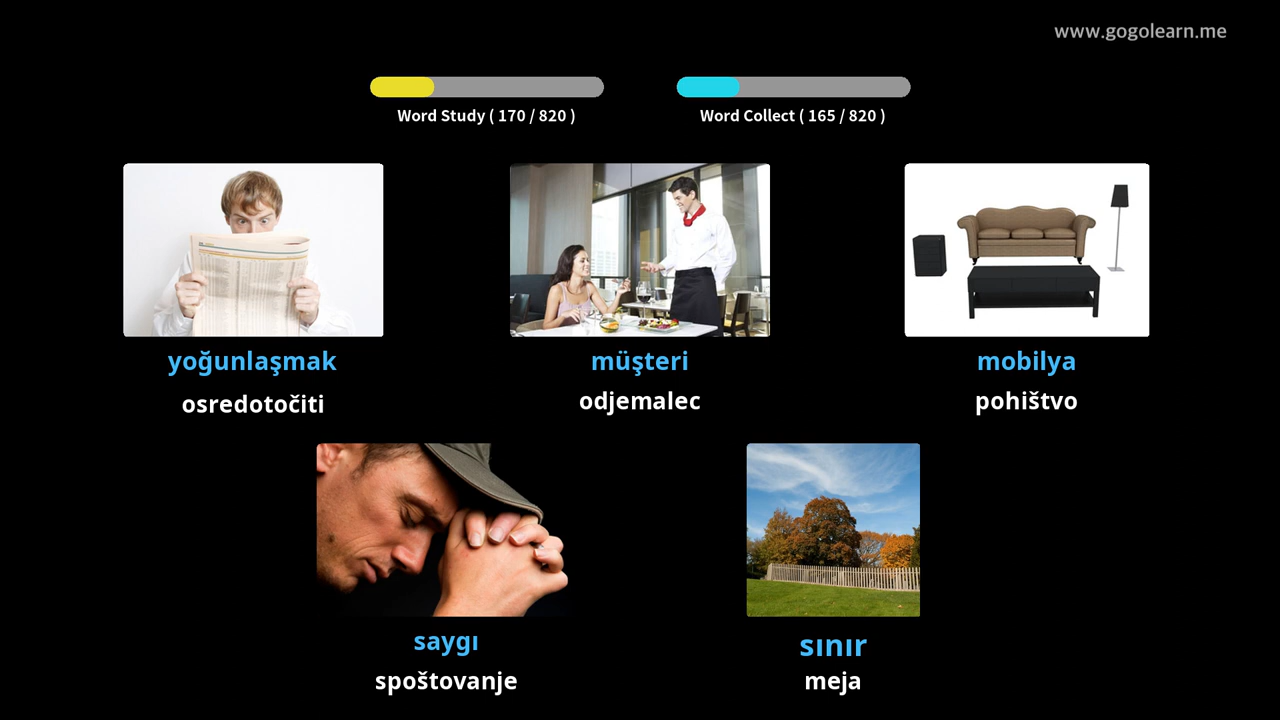 www.gogolearn.me
Word Study ( 170 / 820 )
Word Collect ( 165 / 820 )
yoğunlaşmak
osredotočiti
müşteri
odjemalec
mobilya
pohištvo
saygı
spoštovanje
sınır
meja